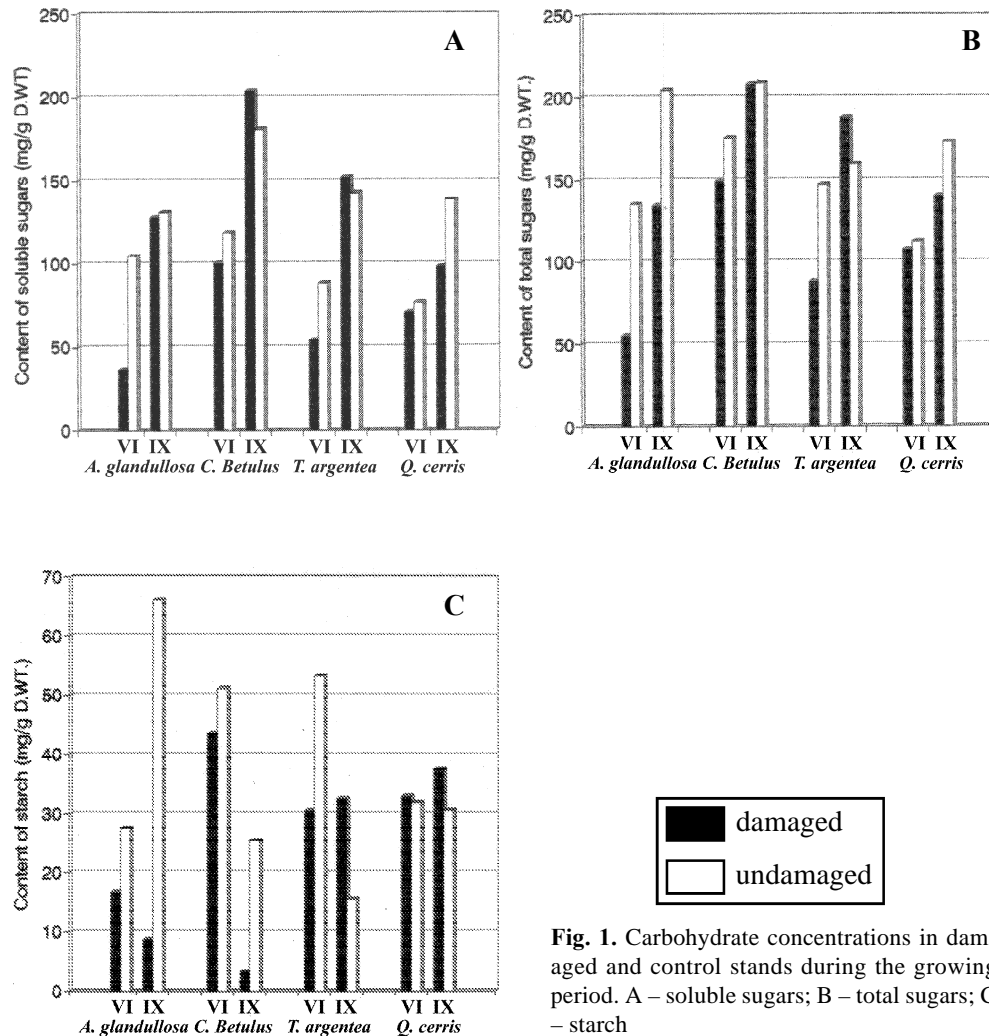 250
200
150
100
50
0
Content of soluble sugars (mg/g D.WT)
A
VI IX VI IX VI IX VI IX
A. glandullosa C. Betulus T. argentea Q. cerris
250
200
150
100
50
0
Content of total sugars (mg/g D.WT.)
B
VI IX VI IX VI IX VI IX
A. glandullosa C. Betulus T. argentea Q. cerris
70
60
50
40
30
20
10
0
Content of starch (mg/g D.WT.)
C
VI IX VI IX VI IX VI IX
A. glandullosa C. Betulus T. argentea Q. cerris
damaged
undamaged
Fig. 1. Carbohydrate concentrations in dam-
aged and control stands during the growing
period. A – soluble sugars; B – total sugars; C
– starch